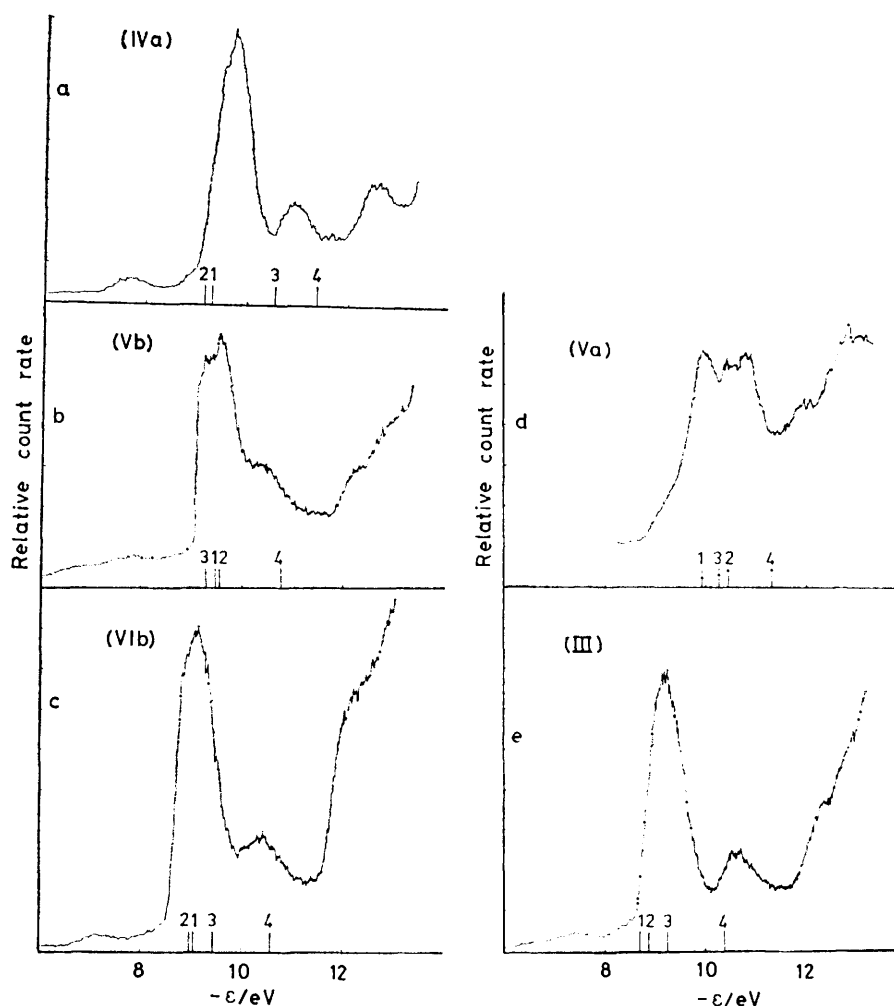 (IVa)
a
21 3 4
(Vb)
b
312 4
(VIb)
c
21 3 4
8 10 12
-ε/eV
Relative count rate
(Va)
d
1 3 2 4
(III)
e
12 3 4
8 10 12
-ε/eV
Relative count rate